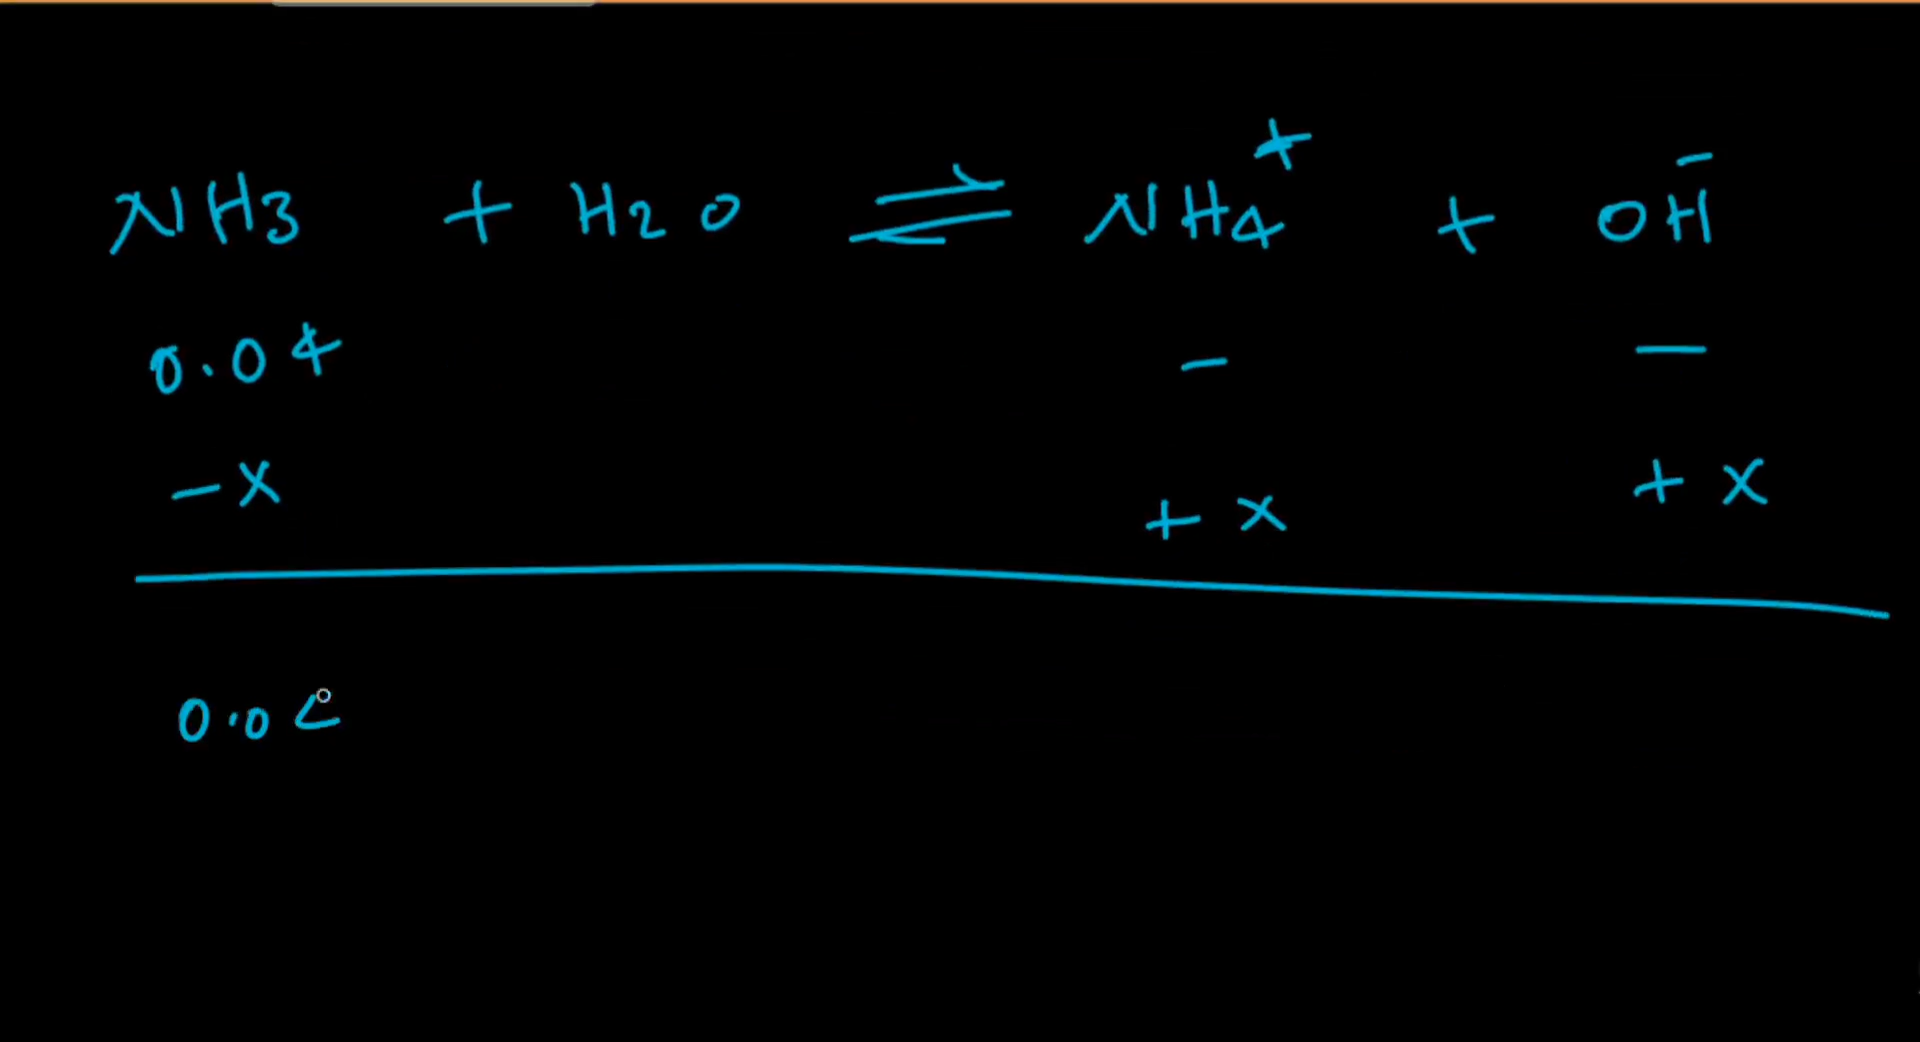 NH3 + H2O ⇌ NH4⁺ + OH⁻
0.04 - -
-x +x +x
0.0